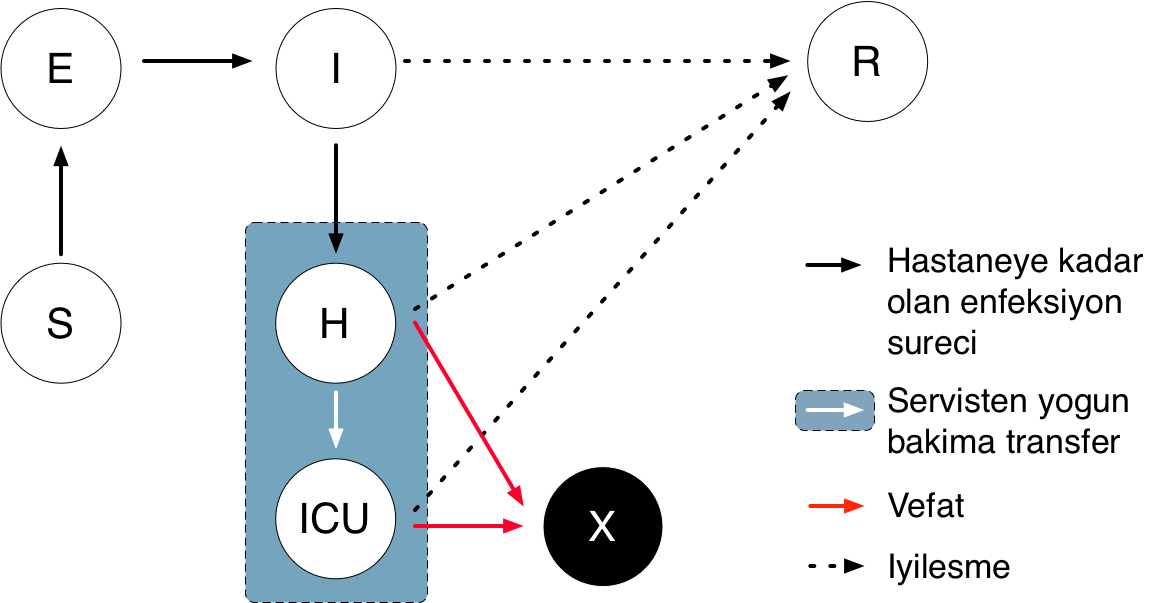 E
I
R
S
H
ICU
X
Hastaneye kadar
olan enfeksiyon
sureci
Servisten yogun
bakima transfer
Vefat
Iyilesme